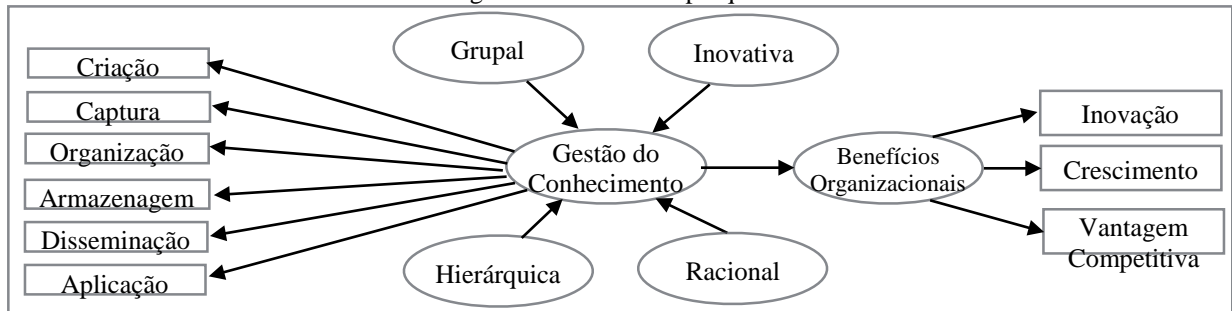 Criação
Captura
Organização
Armazenagem
Disseminação
Aplicação
Grupal
Inovativa
Gestão do
Conhecimento
Hierárquica
Racional
Benefícios
Organizacionais
Inovação
Crescimento
Vantagem
Competitiva